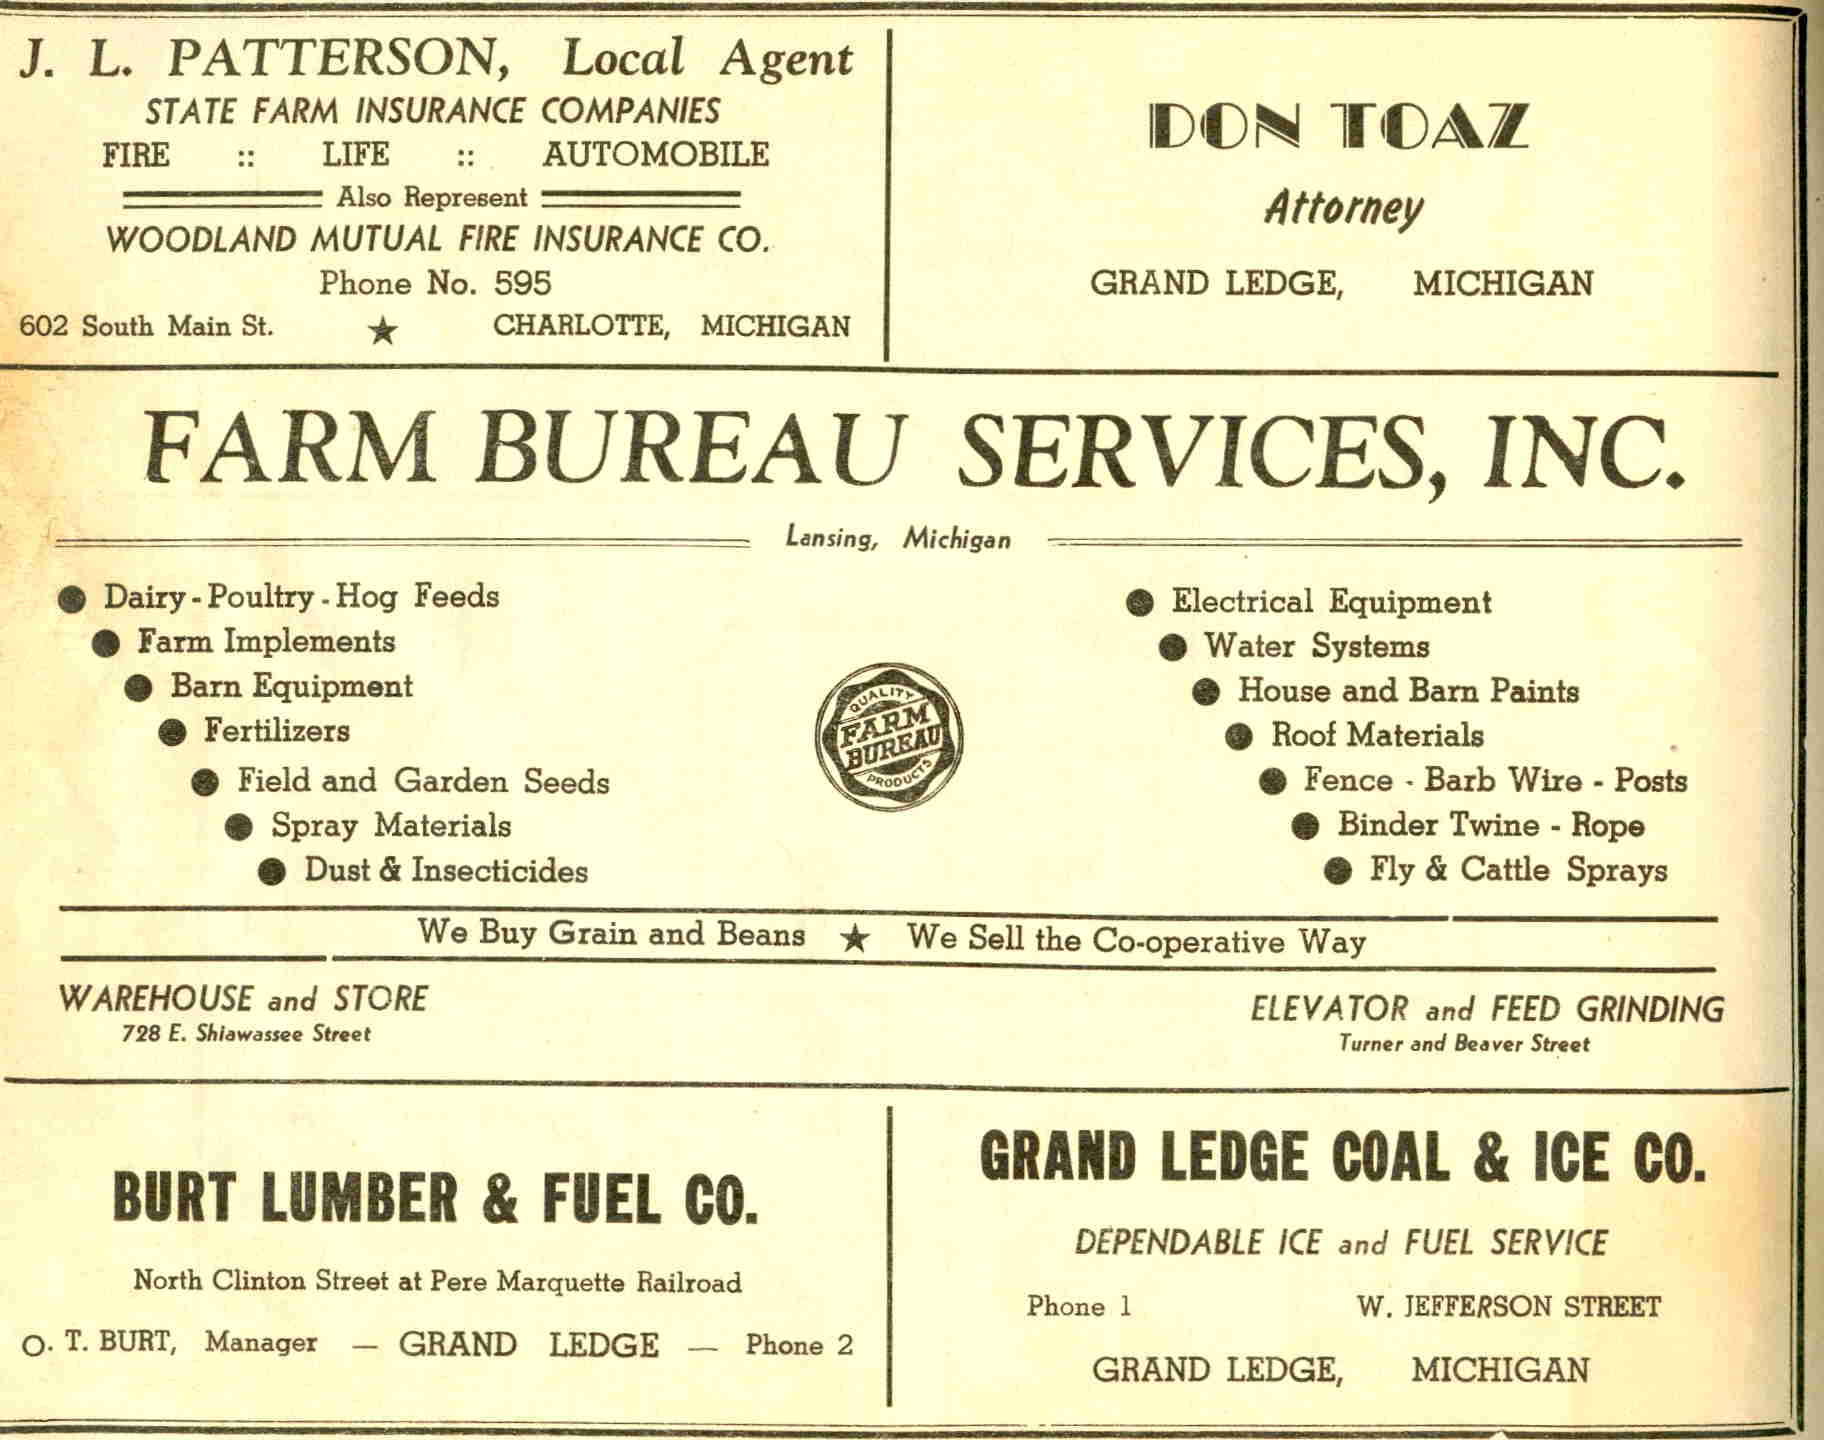 J. L. PATTERSON, Local Agent
STATE FARM INSURANCE COMPANIES
FIRE :: LIFE :: AUTOMOBILE
Also Represent
WOODLAND MUTUAL FIRE INSURANCE CO.
Phone No. 595
602 South Main St. ★ CHARLOTTE, MICHIGAN
DON TOAZ
Attorney
GRAND LEDGE, MICHIGAN
FARM BUREAU SERVICES, INC.
Lansing, Michigan
● Dairy - Poultry - Hog Feeds
● Farm Implements
● Barn Equipment
● Fertilizers
● Field and Garden Seeds
● Spray Materials
● Dust & Insecticides
QUALITY
FARM
BUREAU
PRODUCTS
● Electrical Equipment
● Water Systems
● House and Barn Paints
● Roof Materials
● Fence - Barb Wire - Posts
● Binder Twine - Rope
● Fly & Cattle Sprays
We Buy Grain and Beans ★ We Sell the Co-operative Way
WAREHOUSE and STORE
728 E. Shiawassee Street
ELEVATOR and FEED GRINDING
Turner and Beaver Street
BURT LUMBER & FUEL CO.
North Clinton Street at Pere Marquette Railroad
O. T. BURT, Manager — GRAND LEDGE — Phone 2
GRAND LEDGE COAL & ICE CO.
DEPENDABLE ICE and FUEL SERVICE
Phone 1 W. JEFFERSON STREET
GRAND LEDGE, MICHIGAN